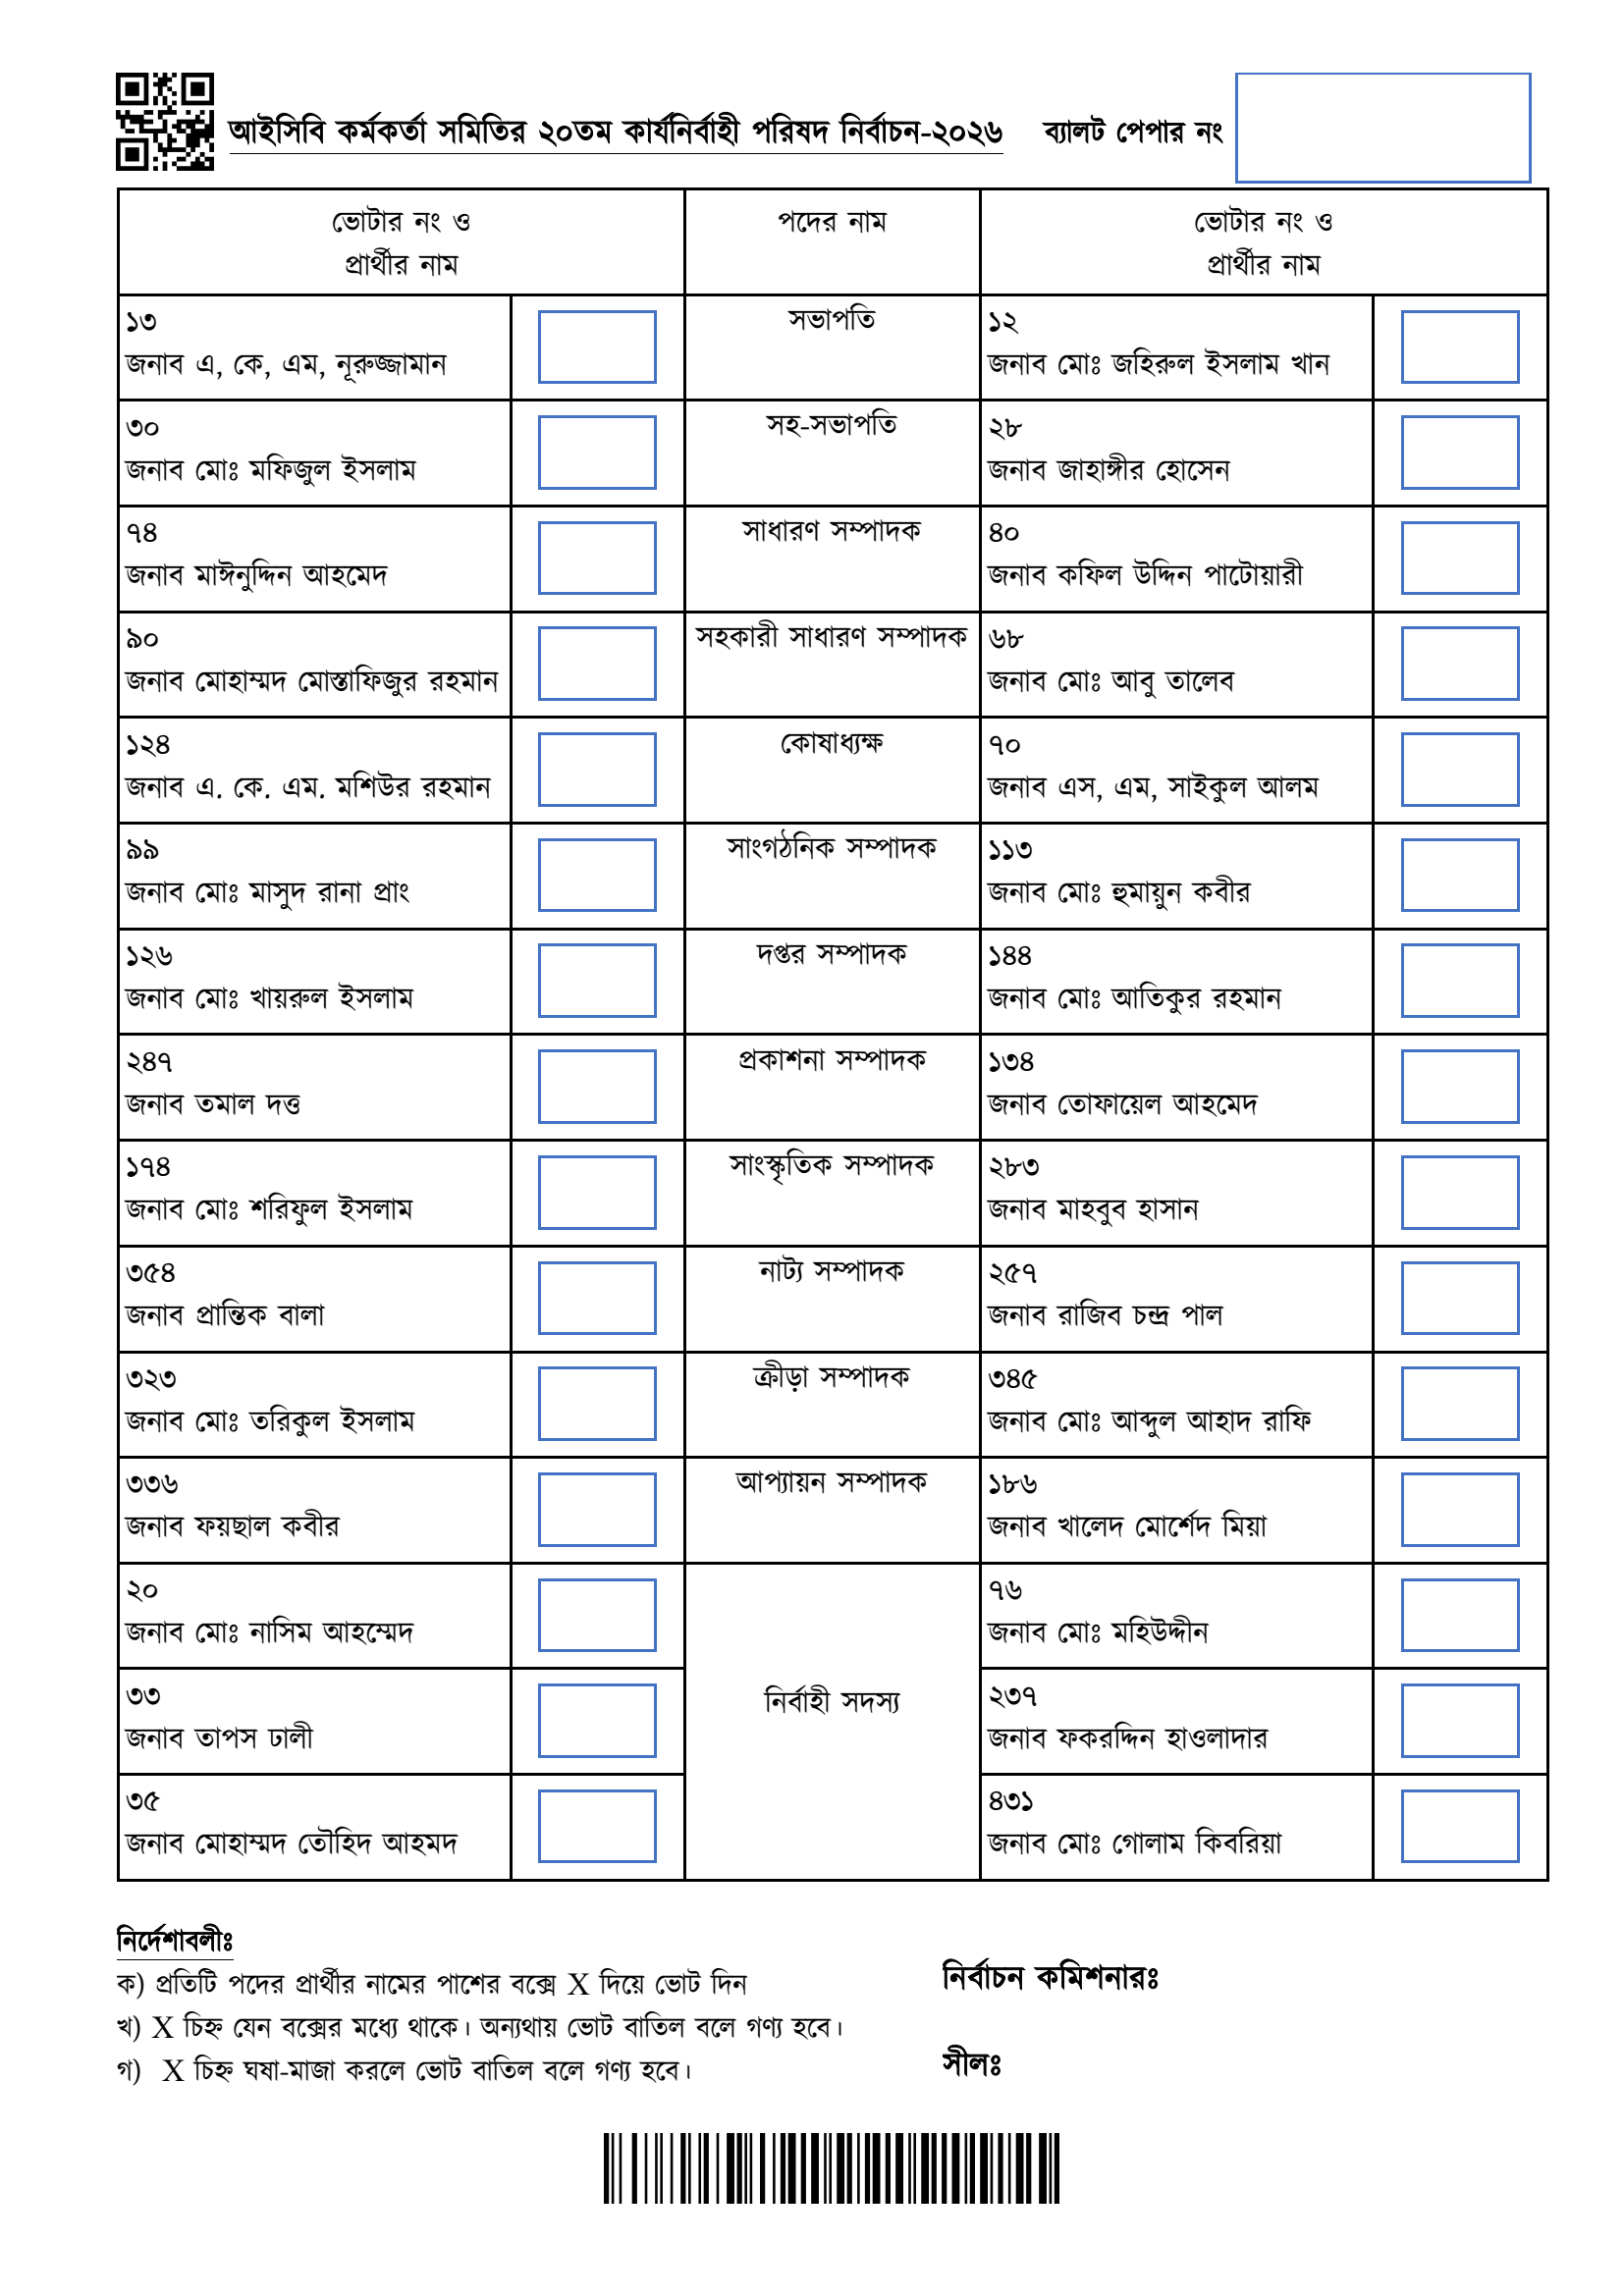 আইসিবি কর্মকর্তা সমিতির ২০তম কার্যনির্বাহী পরিষদ নির্বাচন-২০২৬ ব্যালট পেপার নং
ভোটার নং ও পদের নাম ভোটার নং ও
প্রার্থীর নাম প্রার্থীর নাম
১৩ সভাপতি ১২
জনাব এ, কে, এম, নূরুজ্জামান জনাব মোঃ জহিরুল ইসলাম খান
৩০ সহ-সভাপতি ২৮
জনাব মোঃ মফিজুল ইসলাম জনাব জাহাঙ্গীর হোসেন
৭৪ সাধারণ সম্পাদক ৪০
জনাব মাঈনুদ্দিন আহমেদ জনাব কফিল উদ্দিন পাটোয়ারী
৯০ সহকারী সাধারণ সম্পাদক ৬৮
জনাব মোহাম্মদ মোস্তাফিজুর রহমান জনাব মোঃ আবু তালেব
১২৪ কোষাধ্যক্ষ ৭০
জনাব এ. কে. এম. মশিউর রহমান জনাব এস, এম, সাইকুল আলম
৯৯ সাংগঠনিক সম্পাদক ১১৩
জনাব মোঃ মাসুদ রানা প্রাং জনাব মোঃ হুমায়ুন কবীর
১২৬ দপ্তর সম্পাদক ১৪৪
জনাব মোঃ খায়রুল ইসলাম জনাব মোঃ আতিকুর রহমান
২৪৭ প্রকাশনা সম্পাদক ১৩৪
জনাব তমাল দত্ত জনাব তোফায়েল আহমেদ
১৭৪ সাংস্কৃতিক সম্পাদক ২৮৩
জনাব মোঃ শরিফুল ইসলাম জনাব মাহবুব হাসান
৩৫৪ নাট্য সম্পাদক ২৫৭
জনাব প্রান্তিক বালা জনাব রাজিব চন্দ্র পাল
৩২৩ ক্রীড়া সম্পাদক ৩৪৫
জনাব মোঃ তরিকুল ইসলাম জনাব মোঃ আব্দুল আহাদ রাফি
৩৩৬ আপ্যায়ন সম্পাদক ১৮৬
জনাব ফয়ছাল কবীর জনাব খালেদ মোর্শেদ মিয়া
২০ ৭৬
জনাব মোঃ নাসিম আহম্মেদ জনাব মোঃ মহিউদ্দীন
৩৩ নির্বাহী সদস্য ২৩৭
জনাব তাপস ঢালী জনাব ফকরদ্দিন হাওলাদার
৩৫ ৪৩১
জনাব মোহাম্মদ তৌহিদ আহমদ জনাব মোঃ গোলাম কিবরিয়া
নির্দেশাবলীঃ
ক) প্রতিটি পদের প্রার্থীর নামের পাশের বক্সে X দিয়ে ভোট দিন
খ) X চিহ্ন যেন বক্সের মধ্যে থাকে। অন্যথায় ভোট বাতিল বলে গণ্য হবে।
গ) X চিহ্ন ঘষা-মাজা করলে ভোট বাতিল বলে গণ্য হবে।
নির্বাচন কমিশনারঃ
সীলঃ